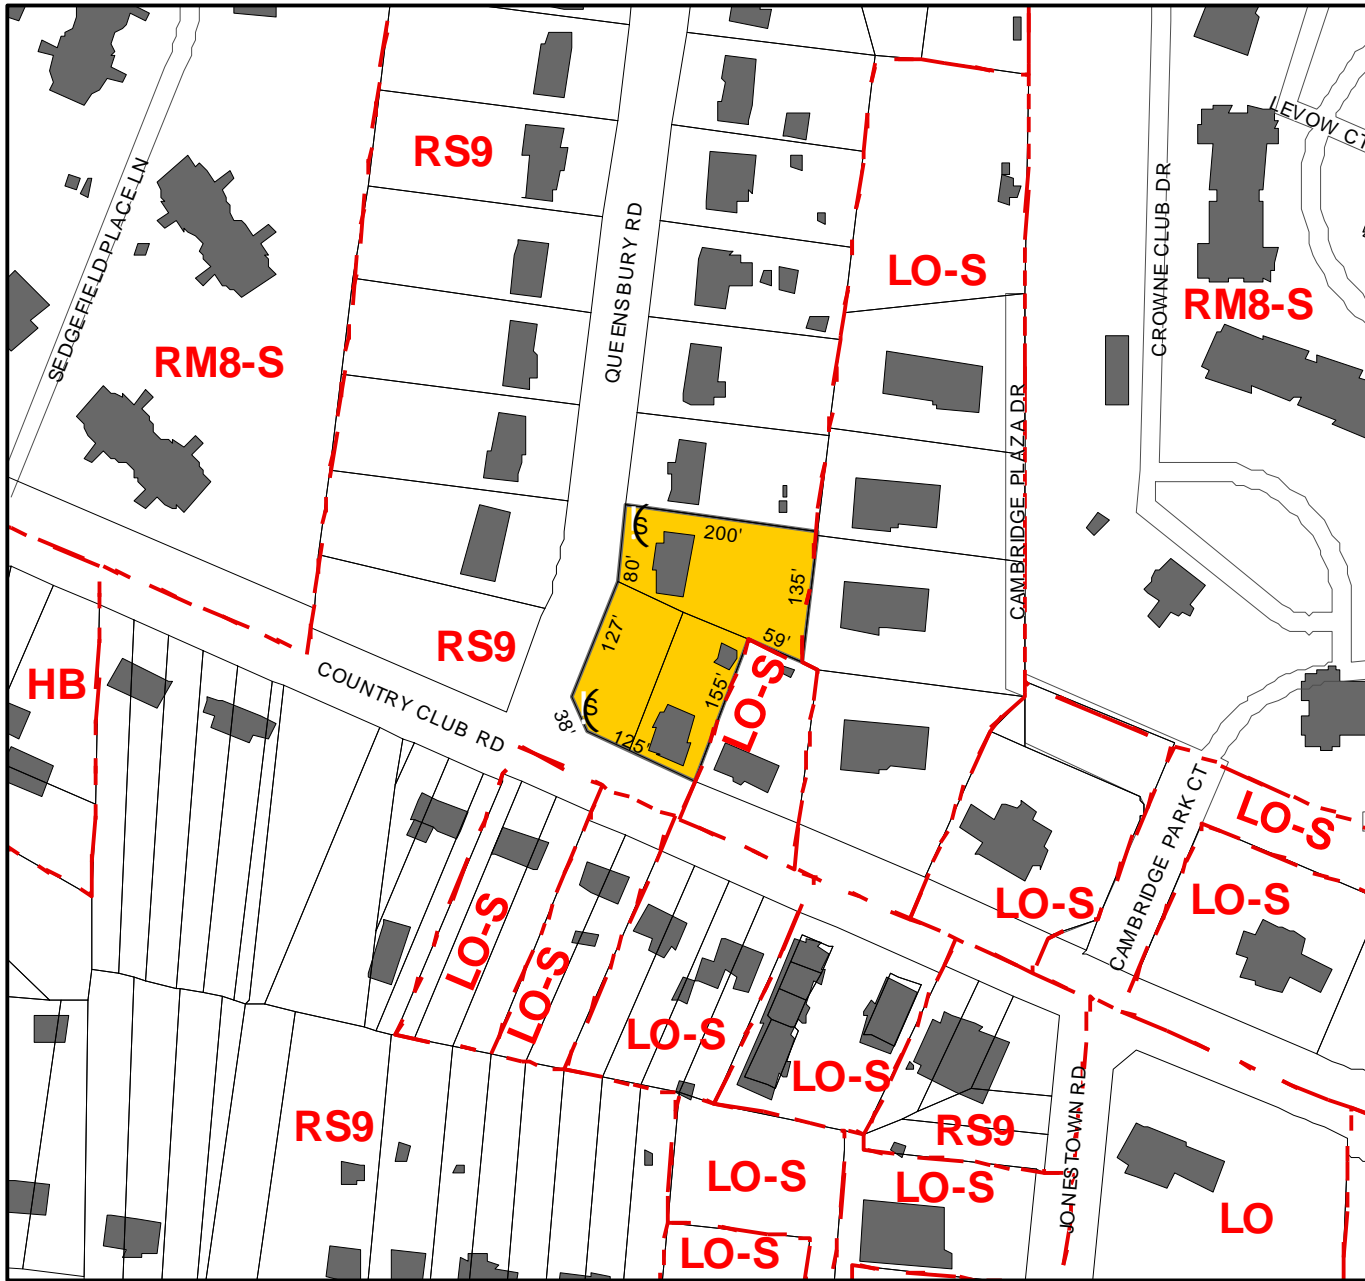 LEVOW CT
RS9
SEDGEFIELD PLACE LN
QUEENSBURY RD
CROWNE CLUB DR
LO-S
RM8-S
RM8-S
CAMBRIDGE PLAZA DR
S
200'
80'
135'
127'
59'
RS9
HB
COUNTRY CLUB RD
S
38'
125'
155'
LO-S
CAMBRIDGE PARK CT
LO-S
LO-S
LO-S
LO-S
LO-S
LO-S
LO-S
RS9
RS9
JONESTOWN RD
LO-S
LO-S
LO
LO-S